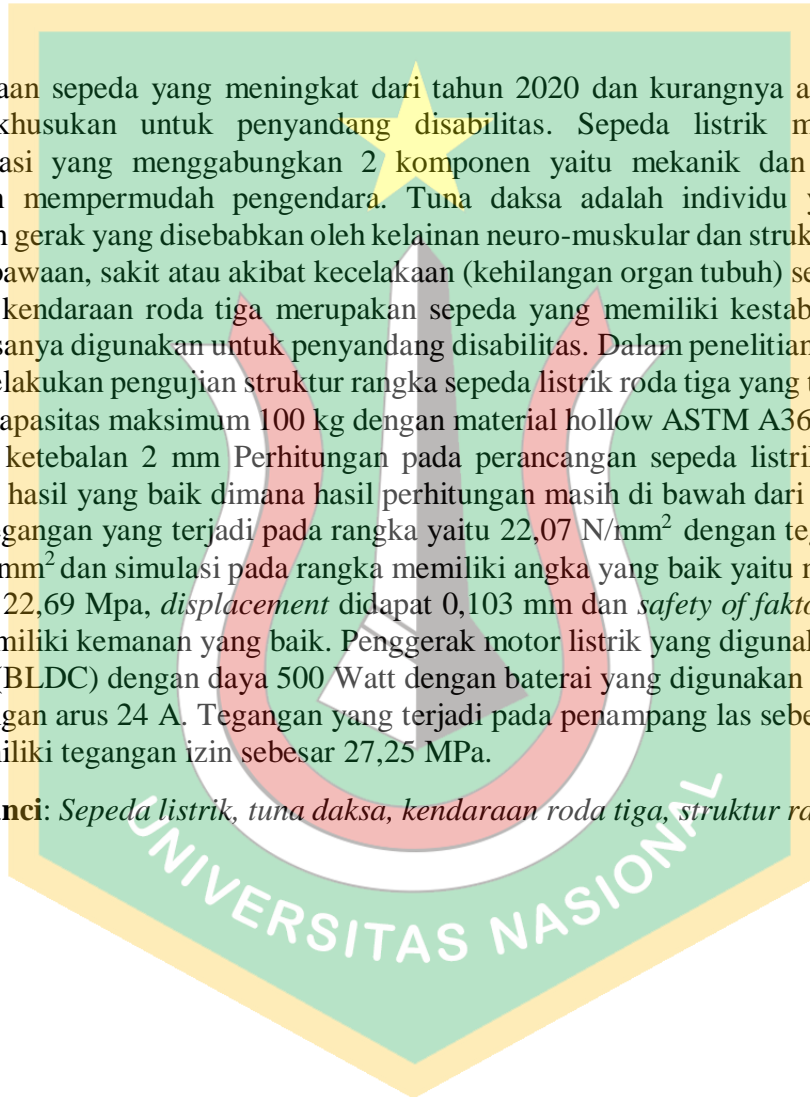 aan sepeda yang meningkat dari tahun 2020 dan kurangnya a
khusukan untuk penyandang disabilitas. Sepeda listrik m
asi yang menggabungkan 2 komponen yaitu mekanik dan
n mempermudah pengendara. Tuna daksa adalah individu y
n gerak yang disebabkan oleh kelainan neuro-muskular dan struk
bawaan, sakit atau akibat kecelakaan (kehilangan organ tubuh) se
kendaraan roda tiga merupakan sepeda yang memiliki kestab
sanya digunakan untuk penyandang disabilitas. Dalam penelitian
elakukan pengujian struktur rangka sepeda listrik roda tiga yang t
apasitas maksimum 100 kg dengan material hollow ASTM A36
ketebalan 2 mm Perhitungan pada perancangan sepeda listrik
hasil yang baik dimana hasil perhitungan masih di bawah dari
egangan yang terjadi pada rangka yaitu 22,07 N/mm² dengan teg
mm² dan simulasi pada rangka memiliki angka yang baik yaitu
22,69 Mpa, displacement didapat 0,103 mm dan safety of fakto
miliki kemanan yang baik. Penggerak motor listrik yang digunak
(BLDC) dengan daya 500 Watt dengan baterai yang digunakan
ngan arus 24 A. Tegangan yang terjadi pada penampang las sebe
miliki tegangan izin sebesar 27,25 MPa.
nci: Sepeda listrik, tuna daksa, kendaraan roda tiga, struktur ra
UNIVERSITAS NASIONAL